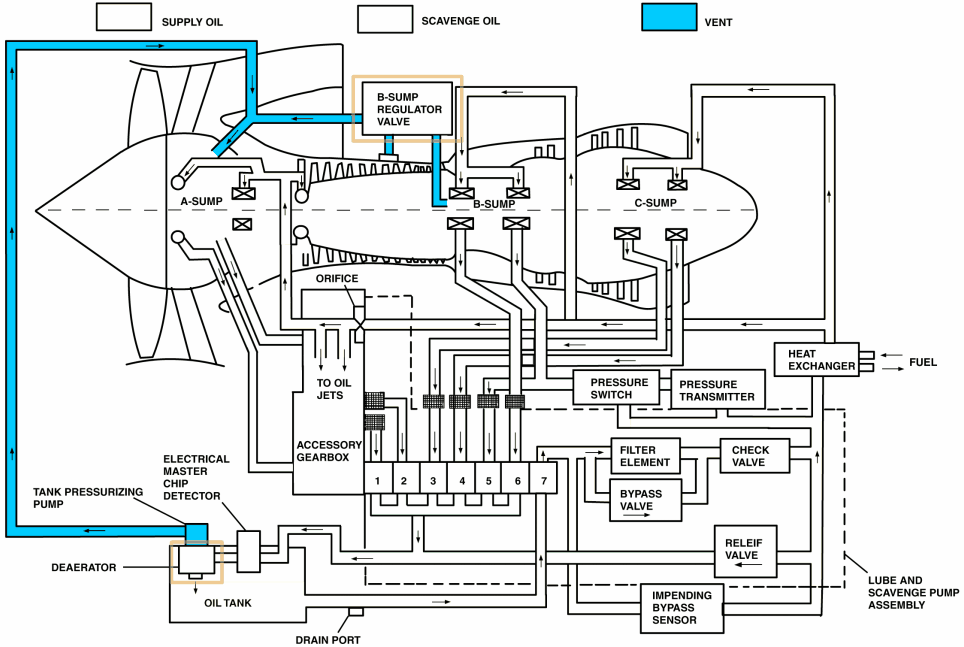 SUPPLY OIL
SCAVENGE OIL
VENT
B-SUMP
REGULATOR
VALVE
A-SUMP
B-SUMP
C-SUMP
ORIFICE
TO OIL
JETS
HEAT
EXCHANGER
FUEL
PRESSURE
SWITCH
PRESSURE
TRANSMITTER
ACCESSORY
GEARBOX
FILTER
ELEMENT
CHECK
VALVE
ELECTRICAL
MASTER
CHIP
DETECTOR
1 2 3 4 5 6 7
BYPASS
VALVE
TANK PRESSURIZING
PUMP
RELEIF
VALVE
DEAERATOR
OIL TANK
LUBE AND
SCAVENGE PUMP
ASSEMBLY
IMPENDING
BYPASS
SENSOR
DRAIN PORT